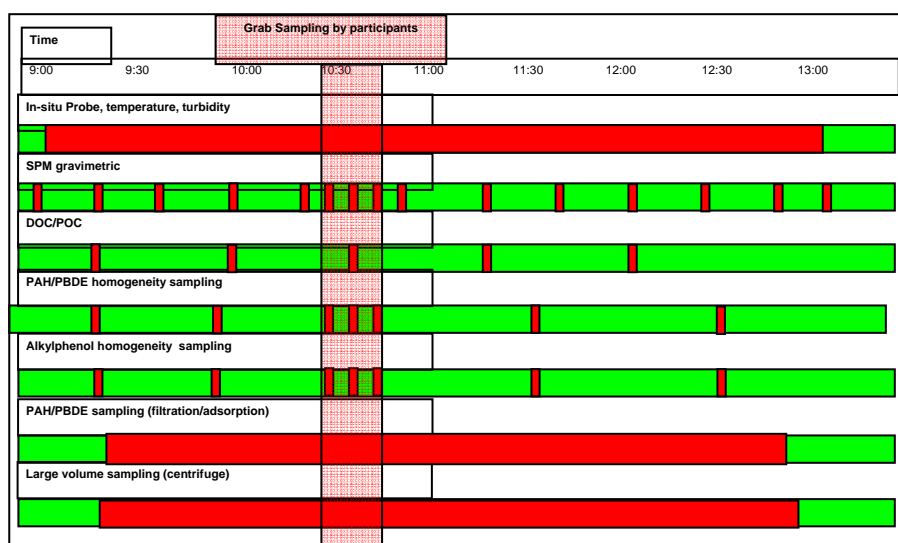 Grab Sampling by participants
Time
9:00 9:30 10:00 10:30 11:00 11:30 12:00 12:30 13:00
In-situ Probe, temperature, turbidity
SPM gravimetric
DOC/POC
PAH/PBDE homogeneity sampling
Alkylphenol homogeneity sampling
PAH/PBDE sampling (filtration/adsorption)
Large volume sampling (centrifuge)